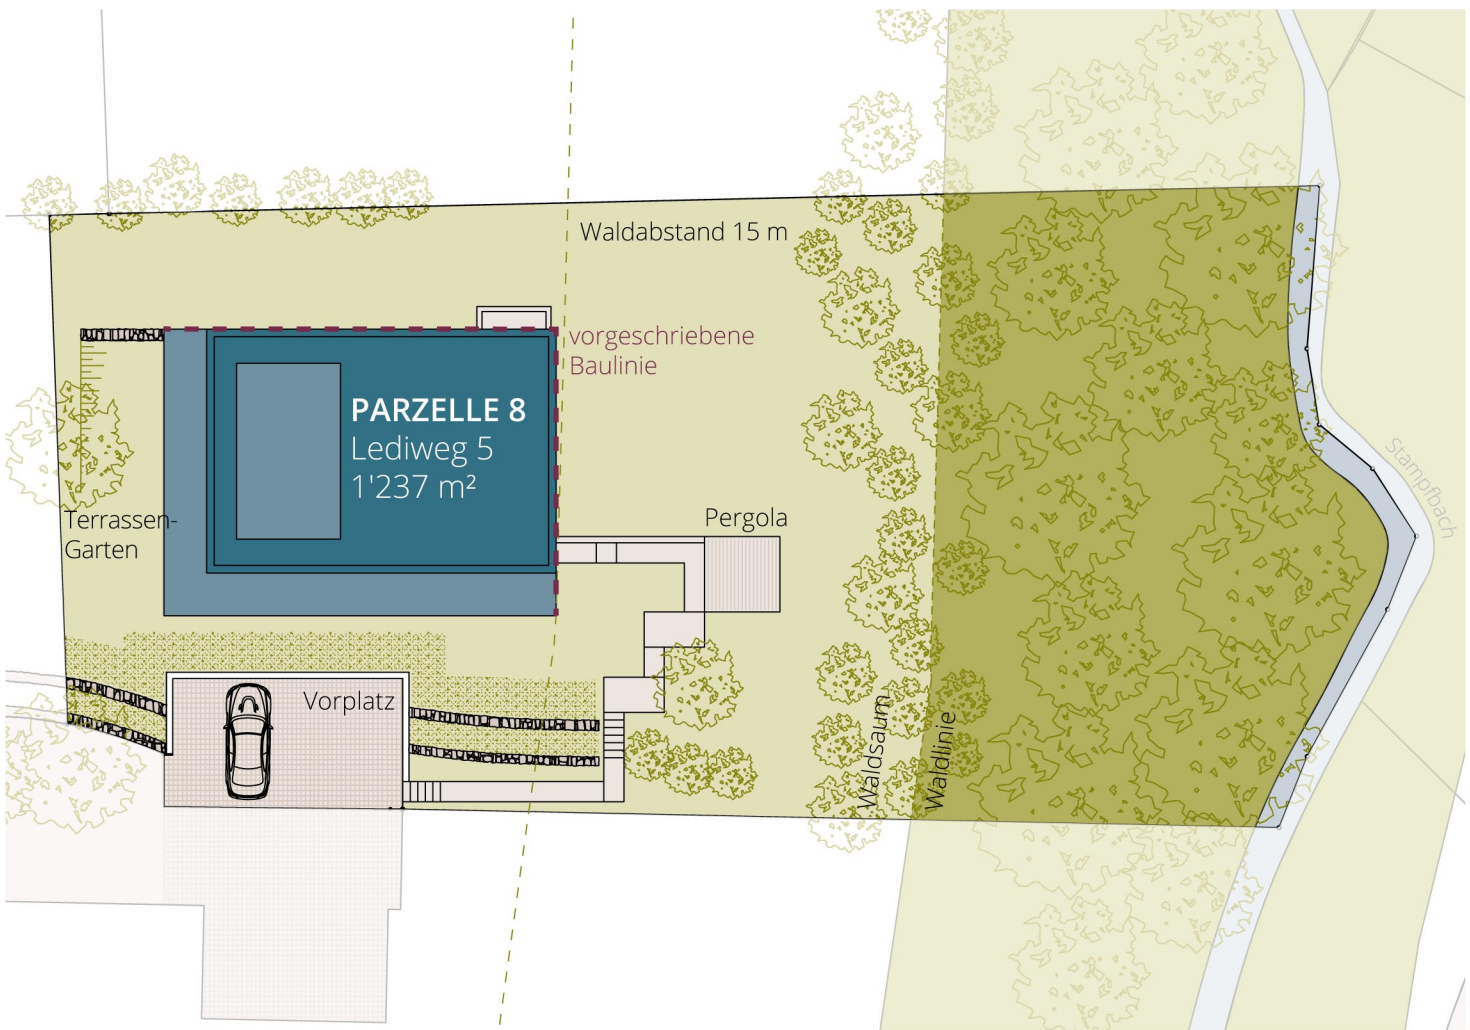 Waldabstand 15 m
vorgeschriebene
Baulinie
PARZELLE 8
Lediweg 5
1'237 m²
Stampfbach
Terrassen-
Garten
Pergola
Vorplatz
Waldsaum
Waldlinie